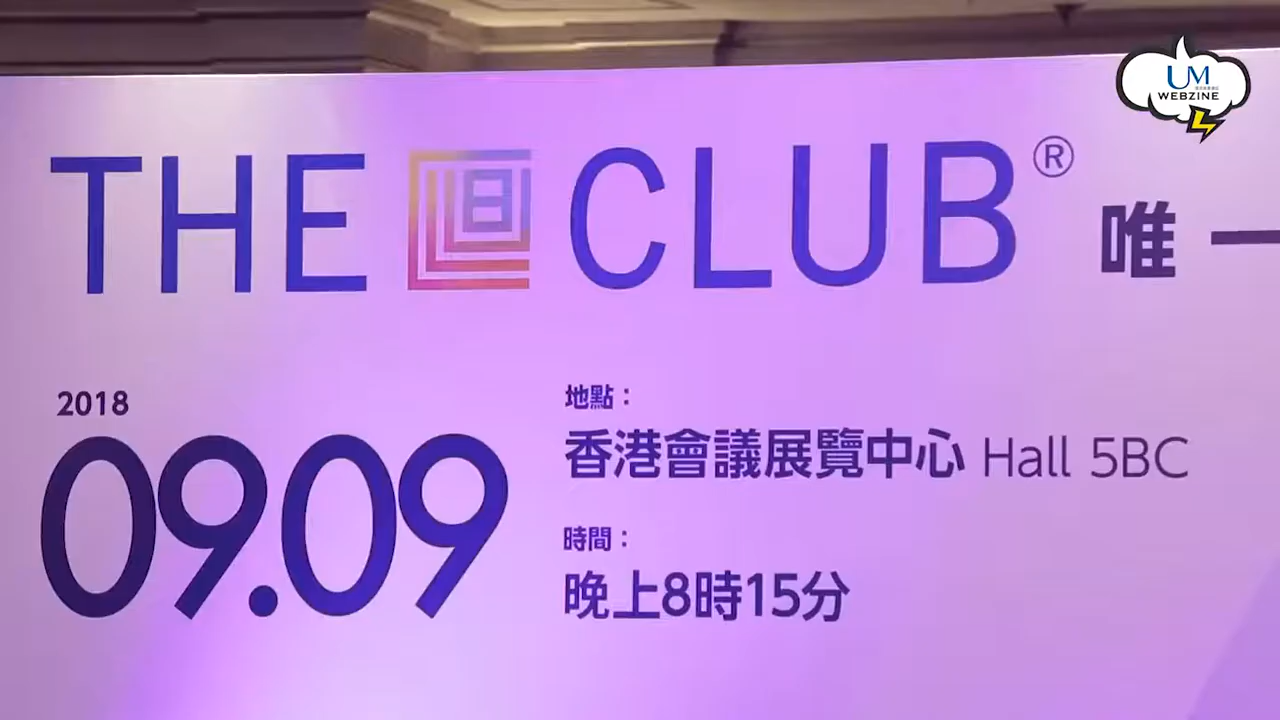 UM
WEBZINE
THE CLUB®
唯一
2018
09.09
地點：
香港會議展覽中心 Hall 5BC
時間：
晚上8時15分